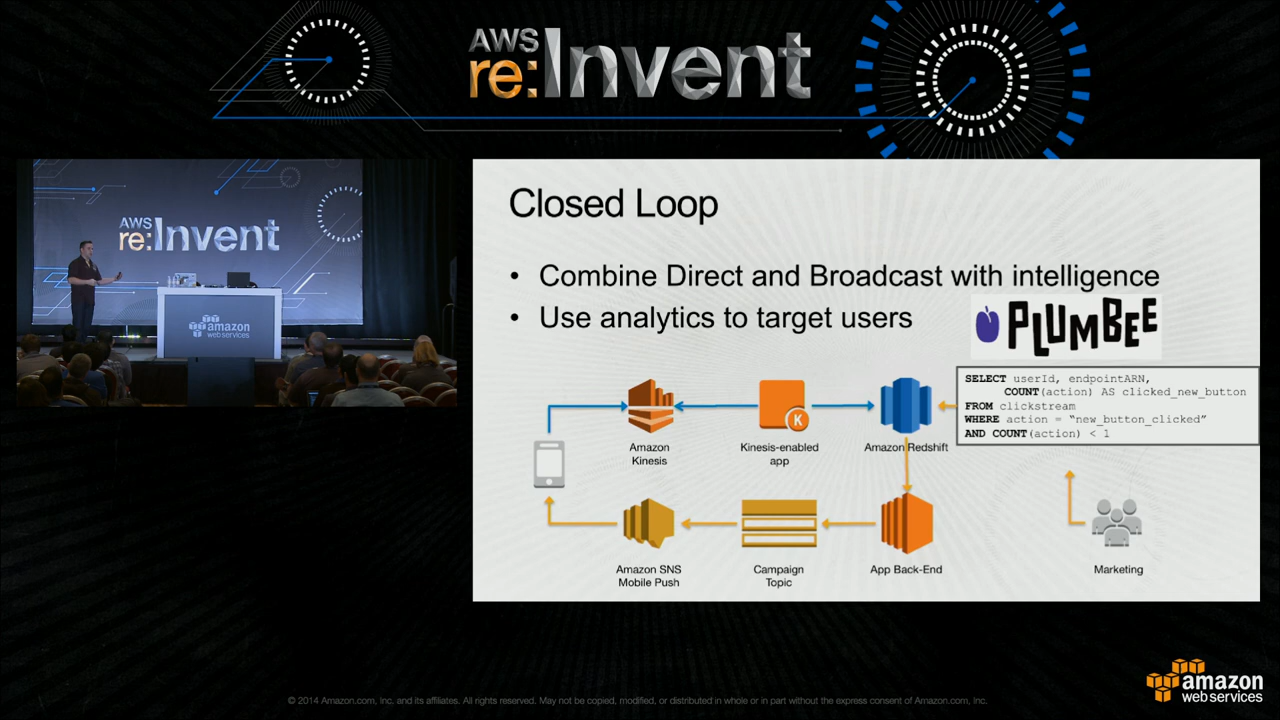 AWS
re:Invent
AWS
re:Invent
amazon
webservices
Closed Loop
• Combine Direct and Broadcast with intelligence
• Use analytics to target users
PLUMBEE
SELECT userId, endpointARN,
COUNT(action) AS clicked_new_button
FROM clickstream
WHERE action = “new_button_clicked”
AND COUNT(action) < 1
Amazon
Kinesis
K
Kinesis-enabled
app
Amazon Redshift
Amazon SNS
Mobile Push
Campaign
Topic
App Back-End
Marketing
© 2014 Amazon.com, Inc. and its affiliates. All rights reserved. May not be copied, modified, or distributed in whole or in part without the express consent of Amazon.com, Inc.
amazon
webservices